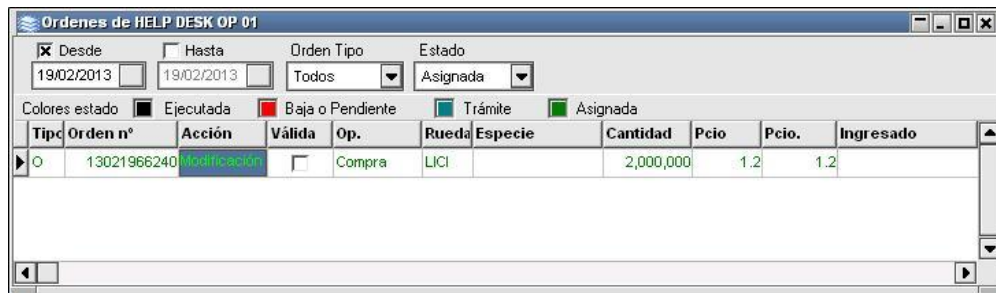 Ordenes de HELP DESK OP 01
Desde Hasta Orden Tipo Estado
19/02/2013 19/02/2013 Todos Asignada
Colores estado Ejecutada Baja o Pendiente Trámite Asignada
Tipo Orden nº Acción Válida Op. Rueda Especie Cantidad Pcio Pcio. Ingresado
O 13021966240 Modificación Compra LICI 2,000,000 1.2 1.2